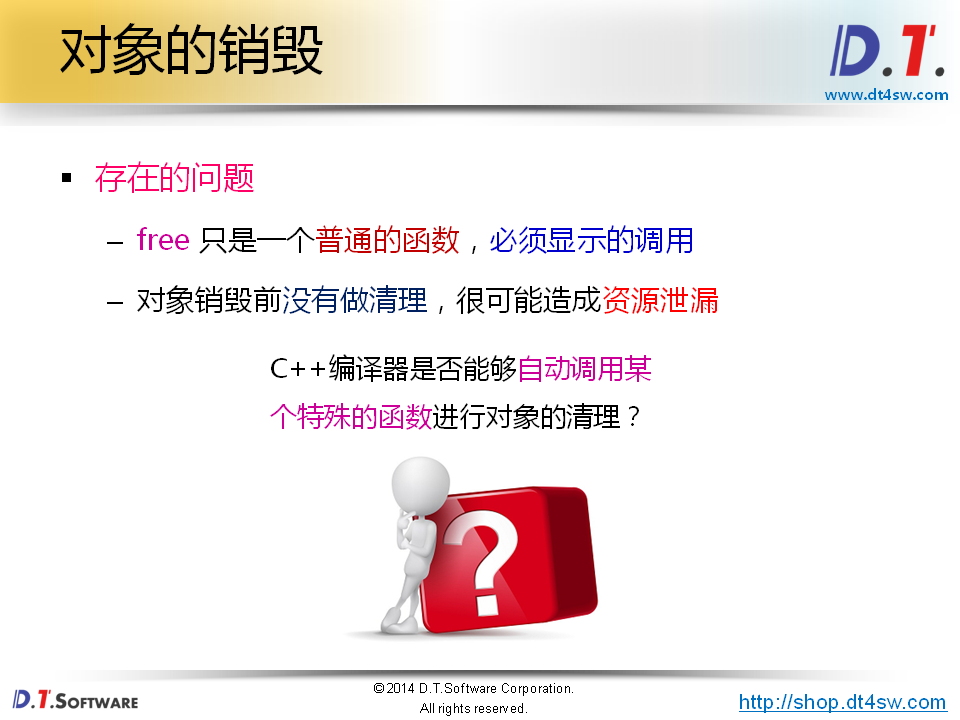 对象的销毁
D.T.
www.dt4sw.com
▪ 存在的问题
– free 只是一个普通的函数，必须显示的调用
– 对象销毁前没有做清理，很可能造成资源泄漏
C++编译器是否能够自动调用某
个特殊的函数进行对象的清理？
?
D.T.SOFTWARE
©2014 D.T.Software Corporation.
All rights reserved.
http://shop.dt4sw.com